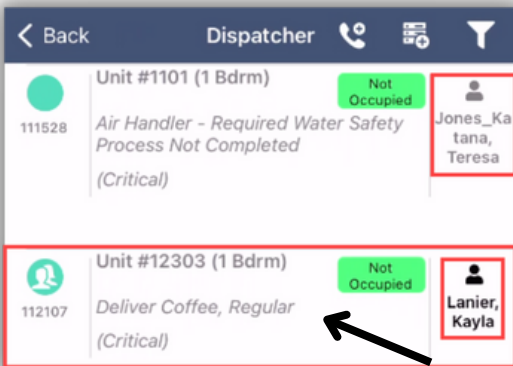 Back
Dispatcher
Unit #1101 (1 Bdrm)
Not
Occupied
111528
Air Handler - Required Water Safety
Process Not Completed
(Critical)
Jones_Ka
tana,
Teresa
Unit #12303 (1 Bdrm)
Not
Occupied
112107
Deliver Coffee, Regular
(Critical)
Lanier,
Kayla